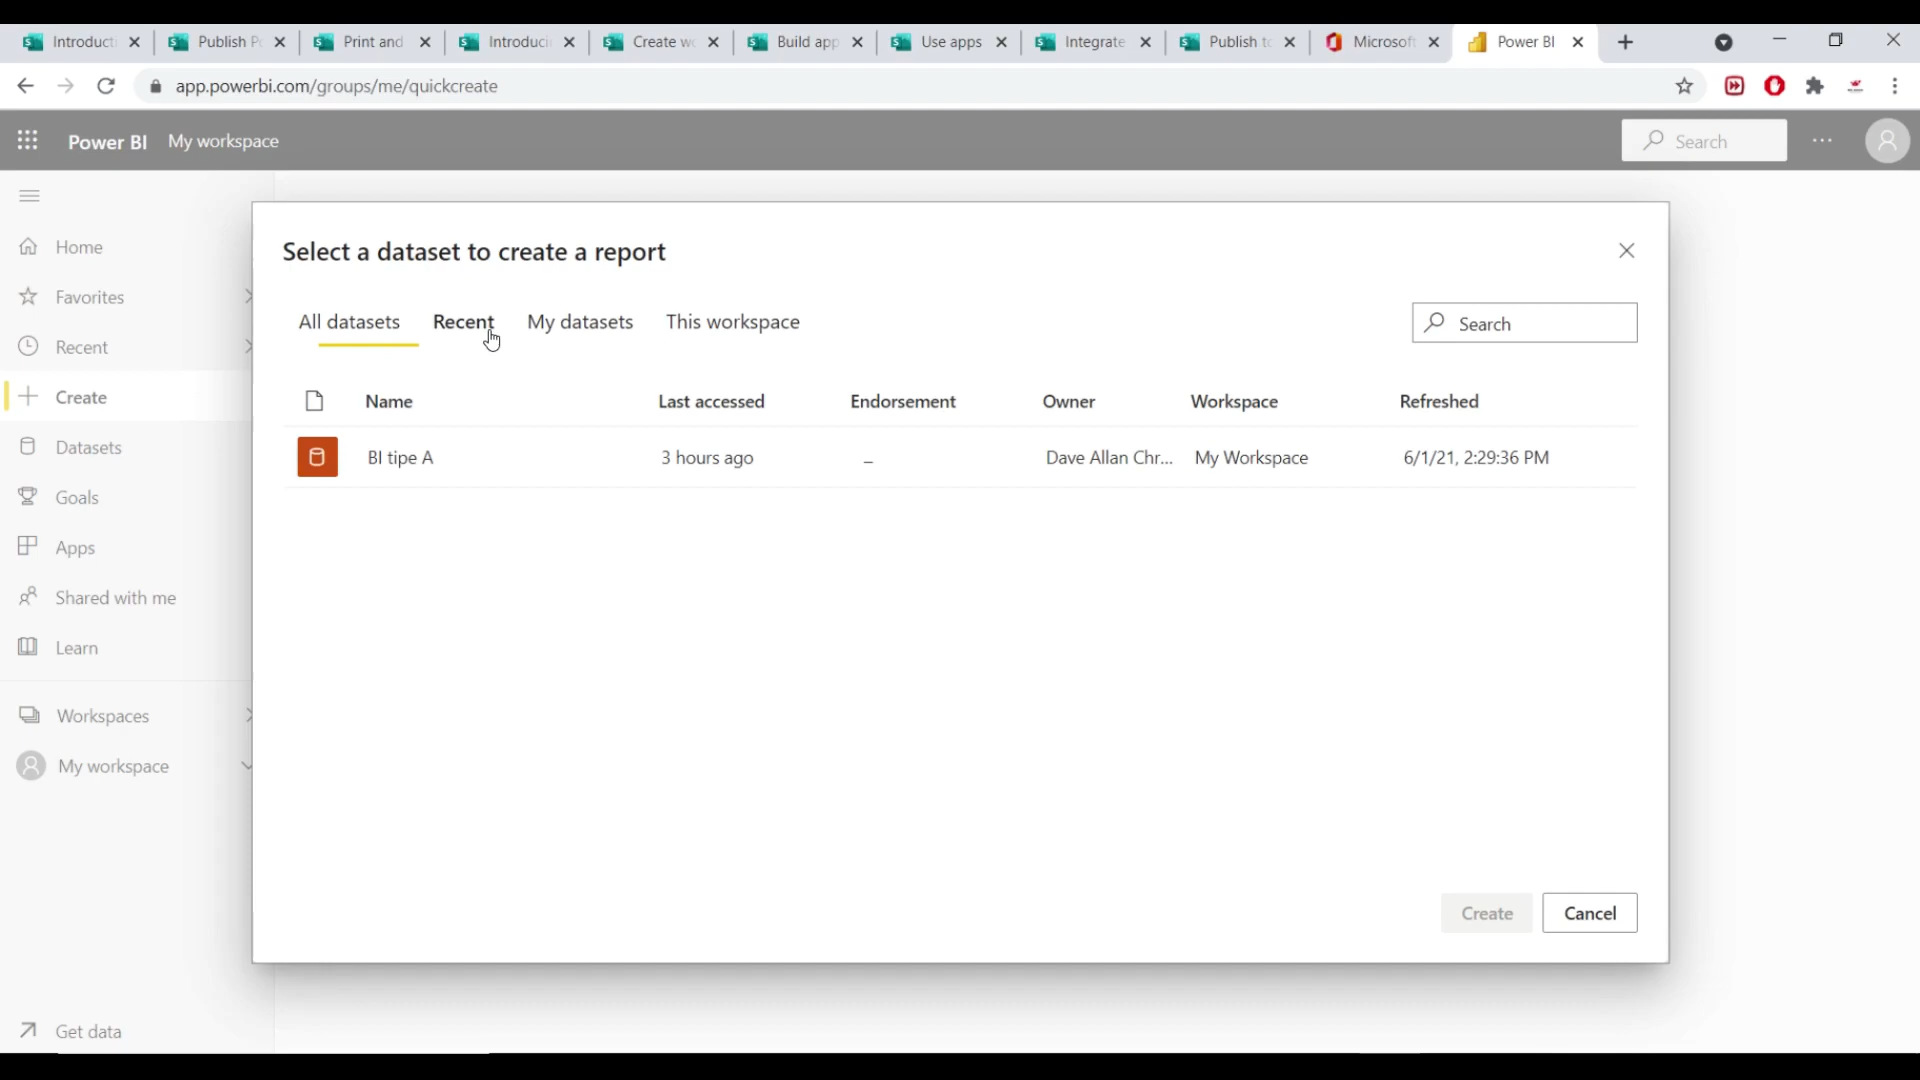 Introducti Publish P Print and Introducin Create wo Build app Use apps Integrate Publish to Microsoft Power BI
app.powerbi.com/groups/me/quickcreate
Power BI My workspace Search
Select a dataset to create a report
Home
Favorites
Recent
Create
Datasets
Goals
Apps
Shared with me
Learn
Workspaces
My workspace
Get data
All datasets Recent My datasets This workspace Search
Name Last accessed Endorsement Owner Workspace Refreshed
BI tipe A 3 hours ago – Dave Allan Chr... My Workspace 6/1/21, 2:29:36 PM
Create Cancel